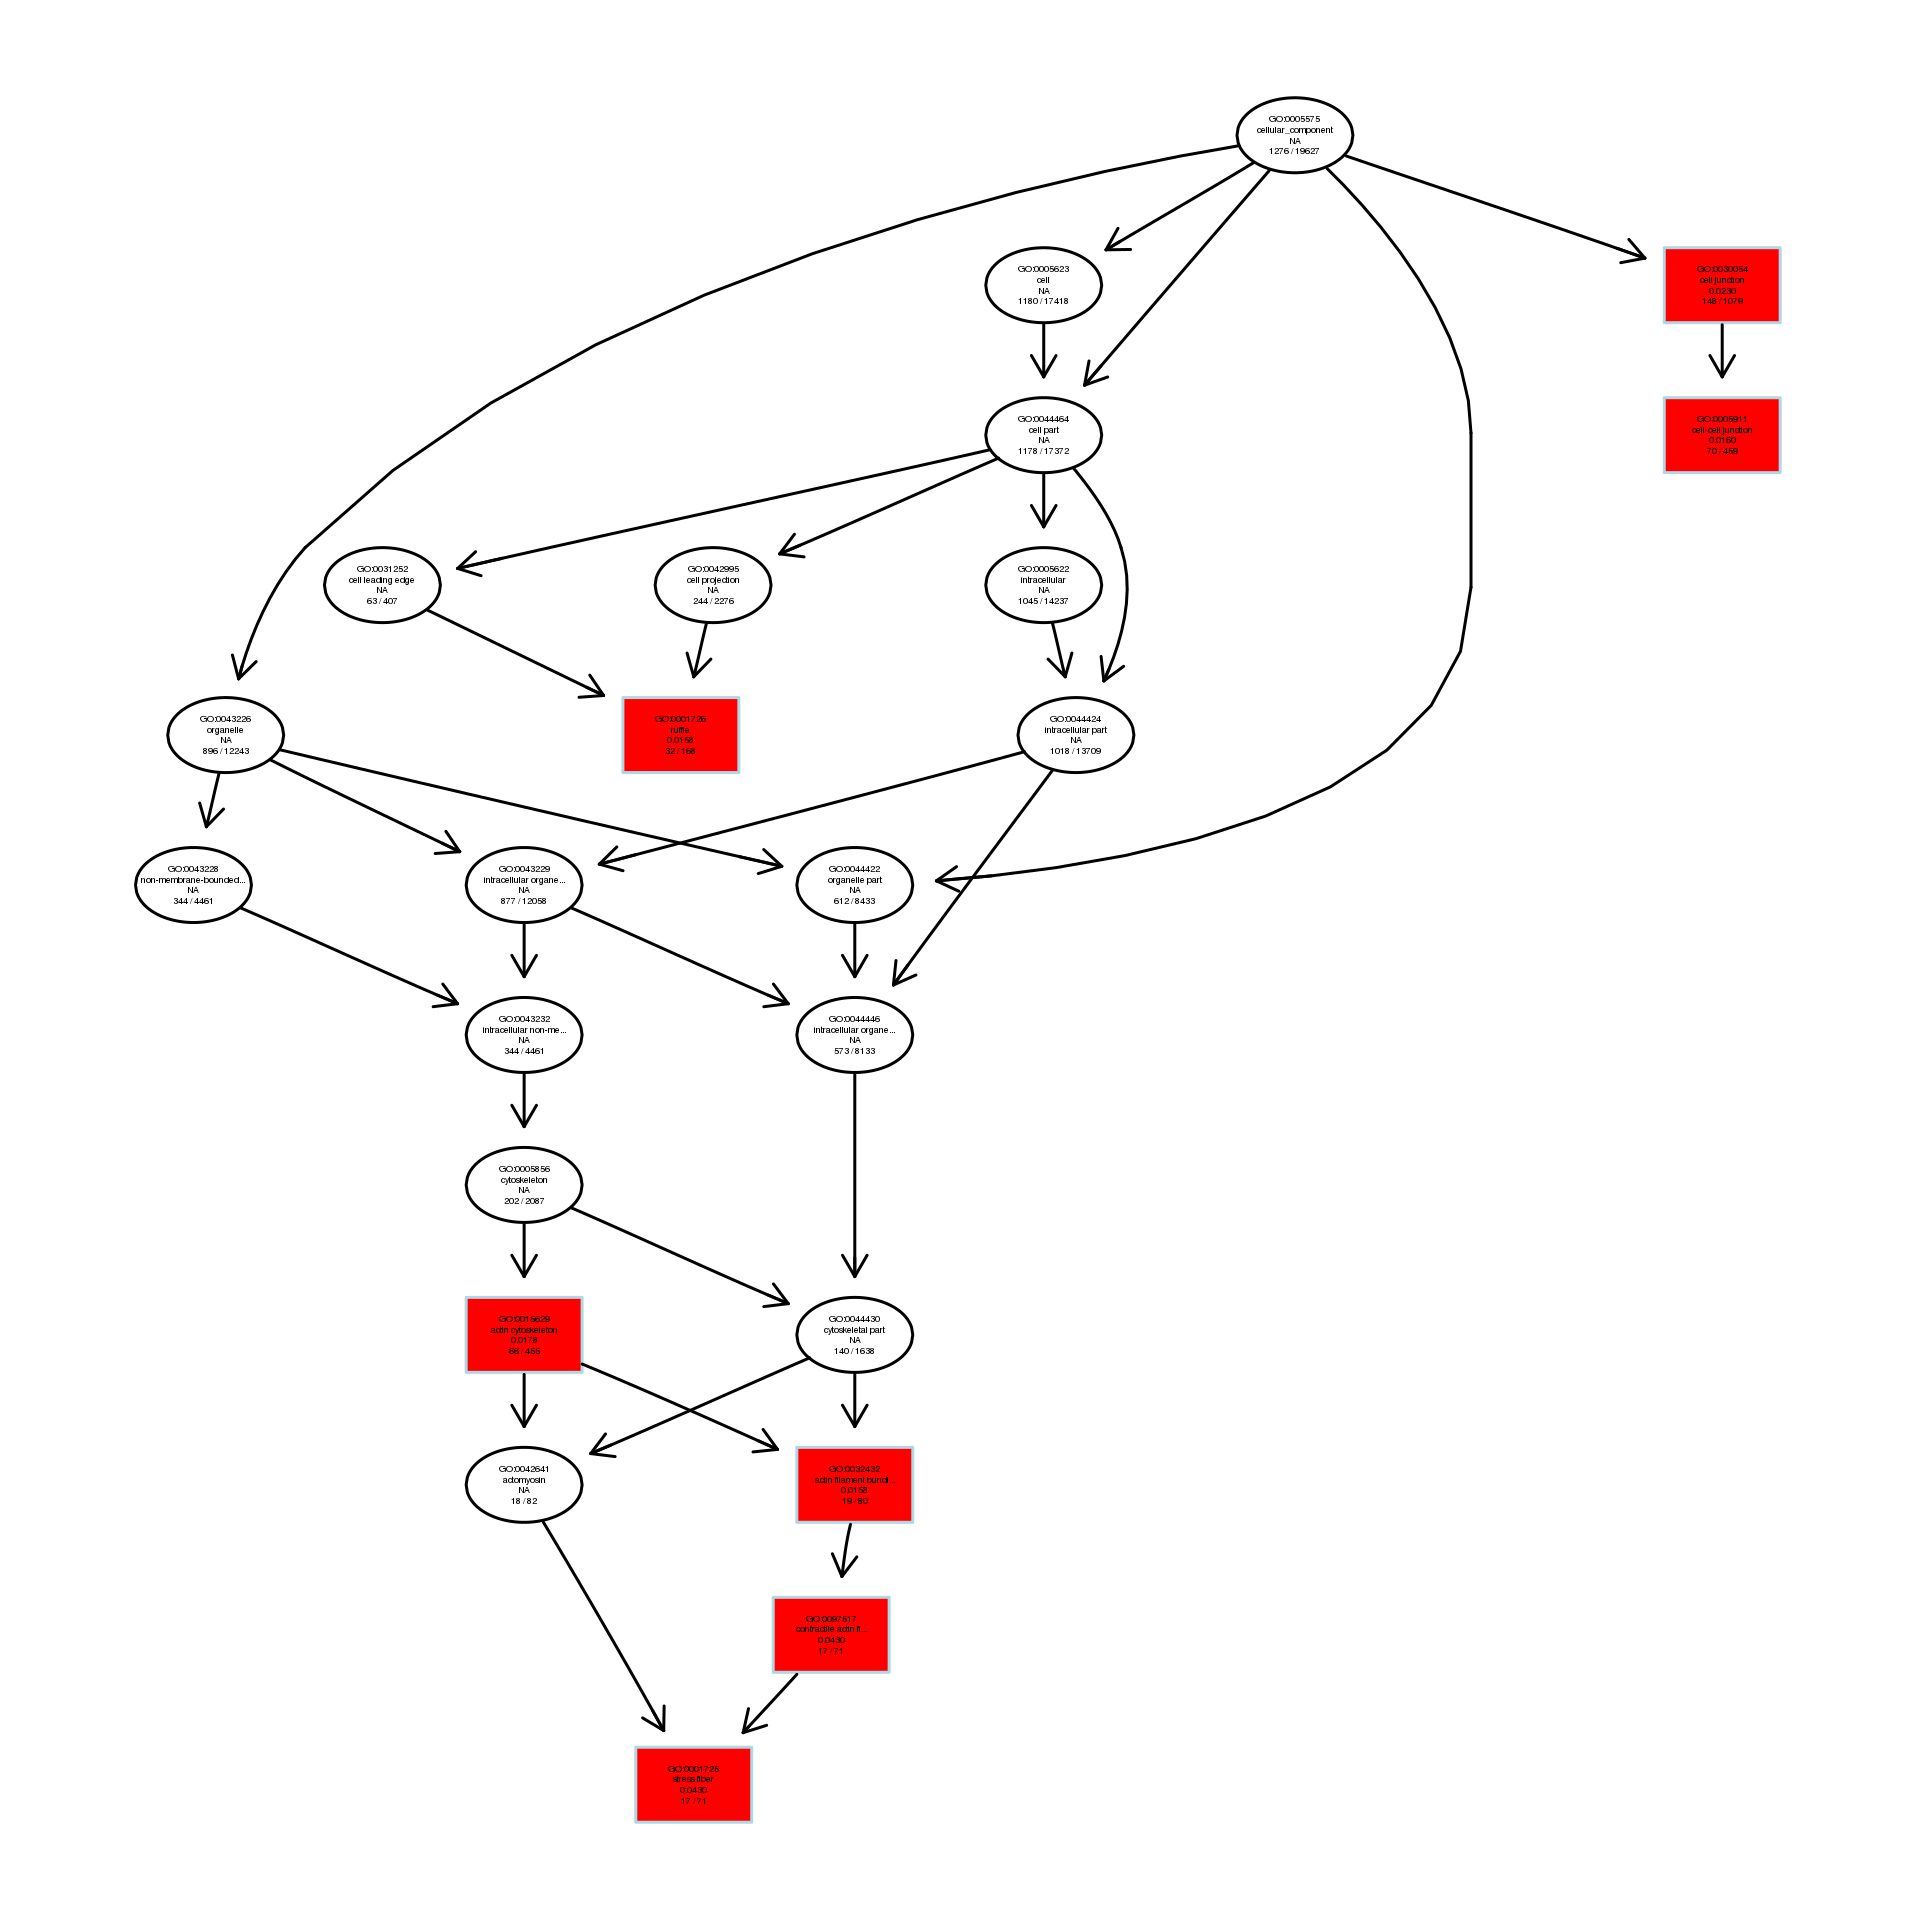 GO:0005575
cellular_component
NA
1276 / 19627
GO:0005623
cell
NA
1180 / 17418
GO:0030054
cell junction
0.0230
148 / 1079
GO:0044464
cell part
NA
1178 / 17372
GO:0005911
cell-cell junction
0.0160
70 / 459
GO:0031252
cell leading edge
NA
63 / 407
GO:0042995
cell projection
NA
244 / 2276
GO:0005622
intracellular
NA
1045 / 14237
GO:0043226
organelle
NA
896 / 12243
GO:0001726
ruffle
0.0158
32 / 168
GO:0044424
intracellular part
NA
1018 / 13709
GO:0043228
non-membrane-bounded...
NA
344 / 4461
GO:0043229
intracellular organe...
NA
877 / 12058
GO:0044422
organelle part
NA
612 / 8433
GO:0043232
intracellular non-me...
NA
344 / 4461
GO:0044446
intracellular organe...
NA
573 / 8133
GO:0005856
cytoskeleton
NA
202 / 2087
GO:0015629
actin cytoskeleton
0.0178
66 / 455
GO:0044430
cytoskeletal part
NA
140 / 1638
GO:0042641
actomyosin
NA
18 / 82
GO:0032432
actin filament bundl...
0.0158
19 / 80
GO:0097517
contractile actin fi...
0.0430
17 / 71
GO:0001725
stress fiber
0.0430
17 / 71